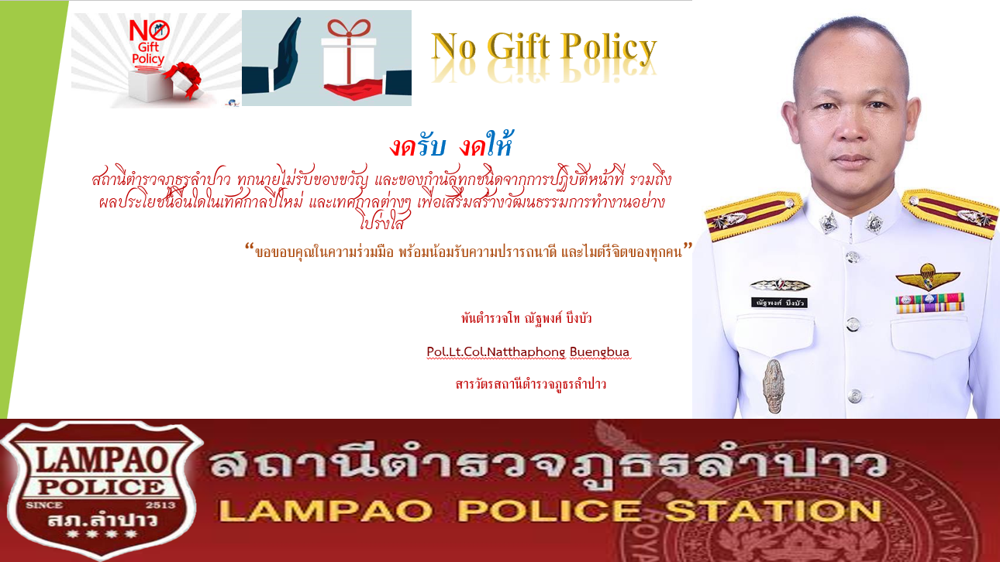 NO
Gift
Policy
No Gift Policy
งดรับ งดให้
สถานีตำรวจภูธรลำปาว ทุกนายไม่รับของขวัญ และของกำนัลทุกชนิดจากการปฏิบัติหน้าที่ รวมถึง
ผลประโยชน์อื่นใดในเทศกาลปีใหม่ และเทศกาลต่างๆ เพื่อเสริมสร้างวัฒนธรรมการทำงานอย่าง
โปร่งใส
“ขอขอบคุณในความร่วมมือ พร้อมน้อมรับความปรารถนาดี และไมตรีจิตของทุกคน”
ณัฐพงศ์ บึงบัว
พันตำรวจโท ณัฐพงศ์ บึงบัว
Pol.Lt.Col.Natthaphong Buengbua
สารวัตรสถานีตำรวจภูธรลำปาว
LAMPAO
POLICE
SINCE 2513
สภ.ลำปาว
สถานีตำรวจภูธรลำปาว
LAMPAO POLICE STATION